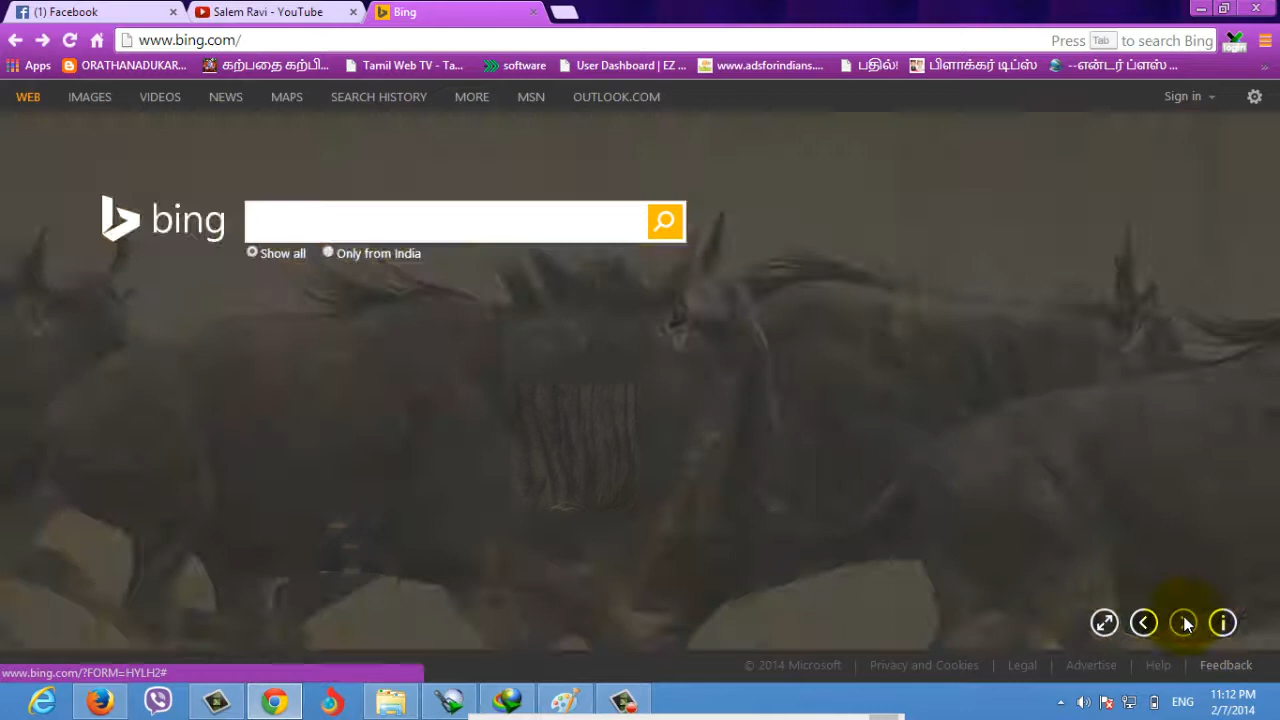 (1) Facebook
Salem Ravi - YouTube
Bing
www.bing.com/
Press Tab to search Bing
login
Apps
ORATHANADUKAR...
கற்பதை கற்பி...
Tamil Web TV - Ta...
software
User Dashboard | EZ ...
www.adsforindians....
பதில்!
பிளாக்கர் டிப்ஸ்
--என்டர் ப்ளஸ் ...
WEB
IMAGES
VIDEOS
NEWS
MAPS
SEARCH HISTORY
MORE
MSN
OUTLOOK.COM
Sign in
bing
Show all
Only from India
www.bing.com/?FORM=HYLH2#
© 2014 Microsoft
Privacy and Cookies
Legal
Advertise
Help
Feedback
ENG
11:12 PM
2/7/2014